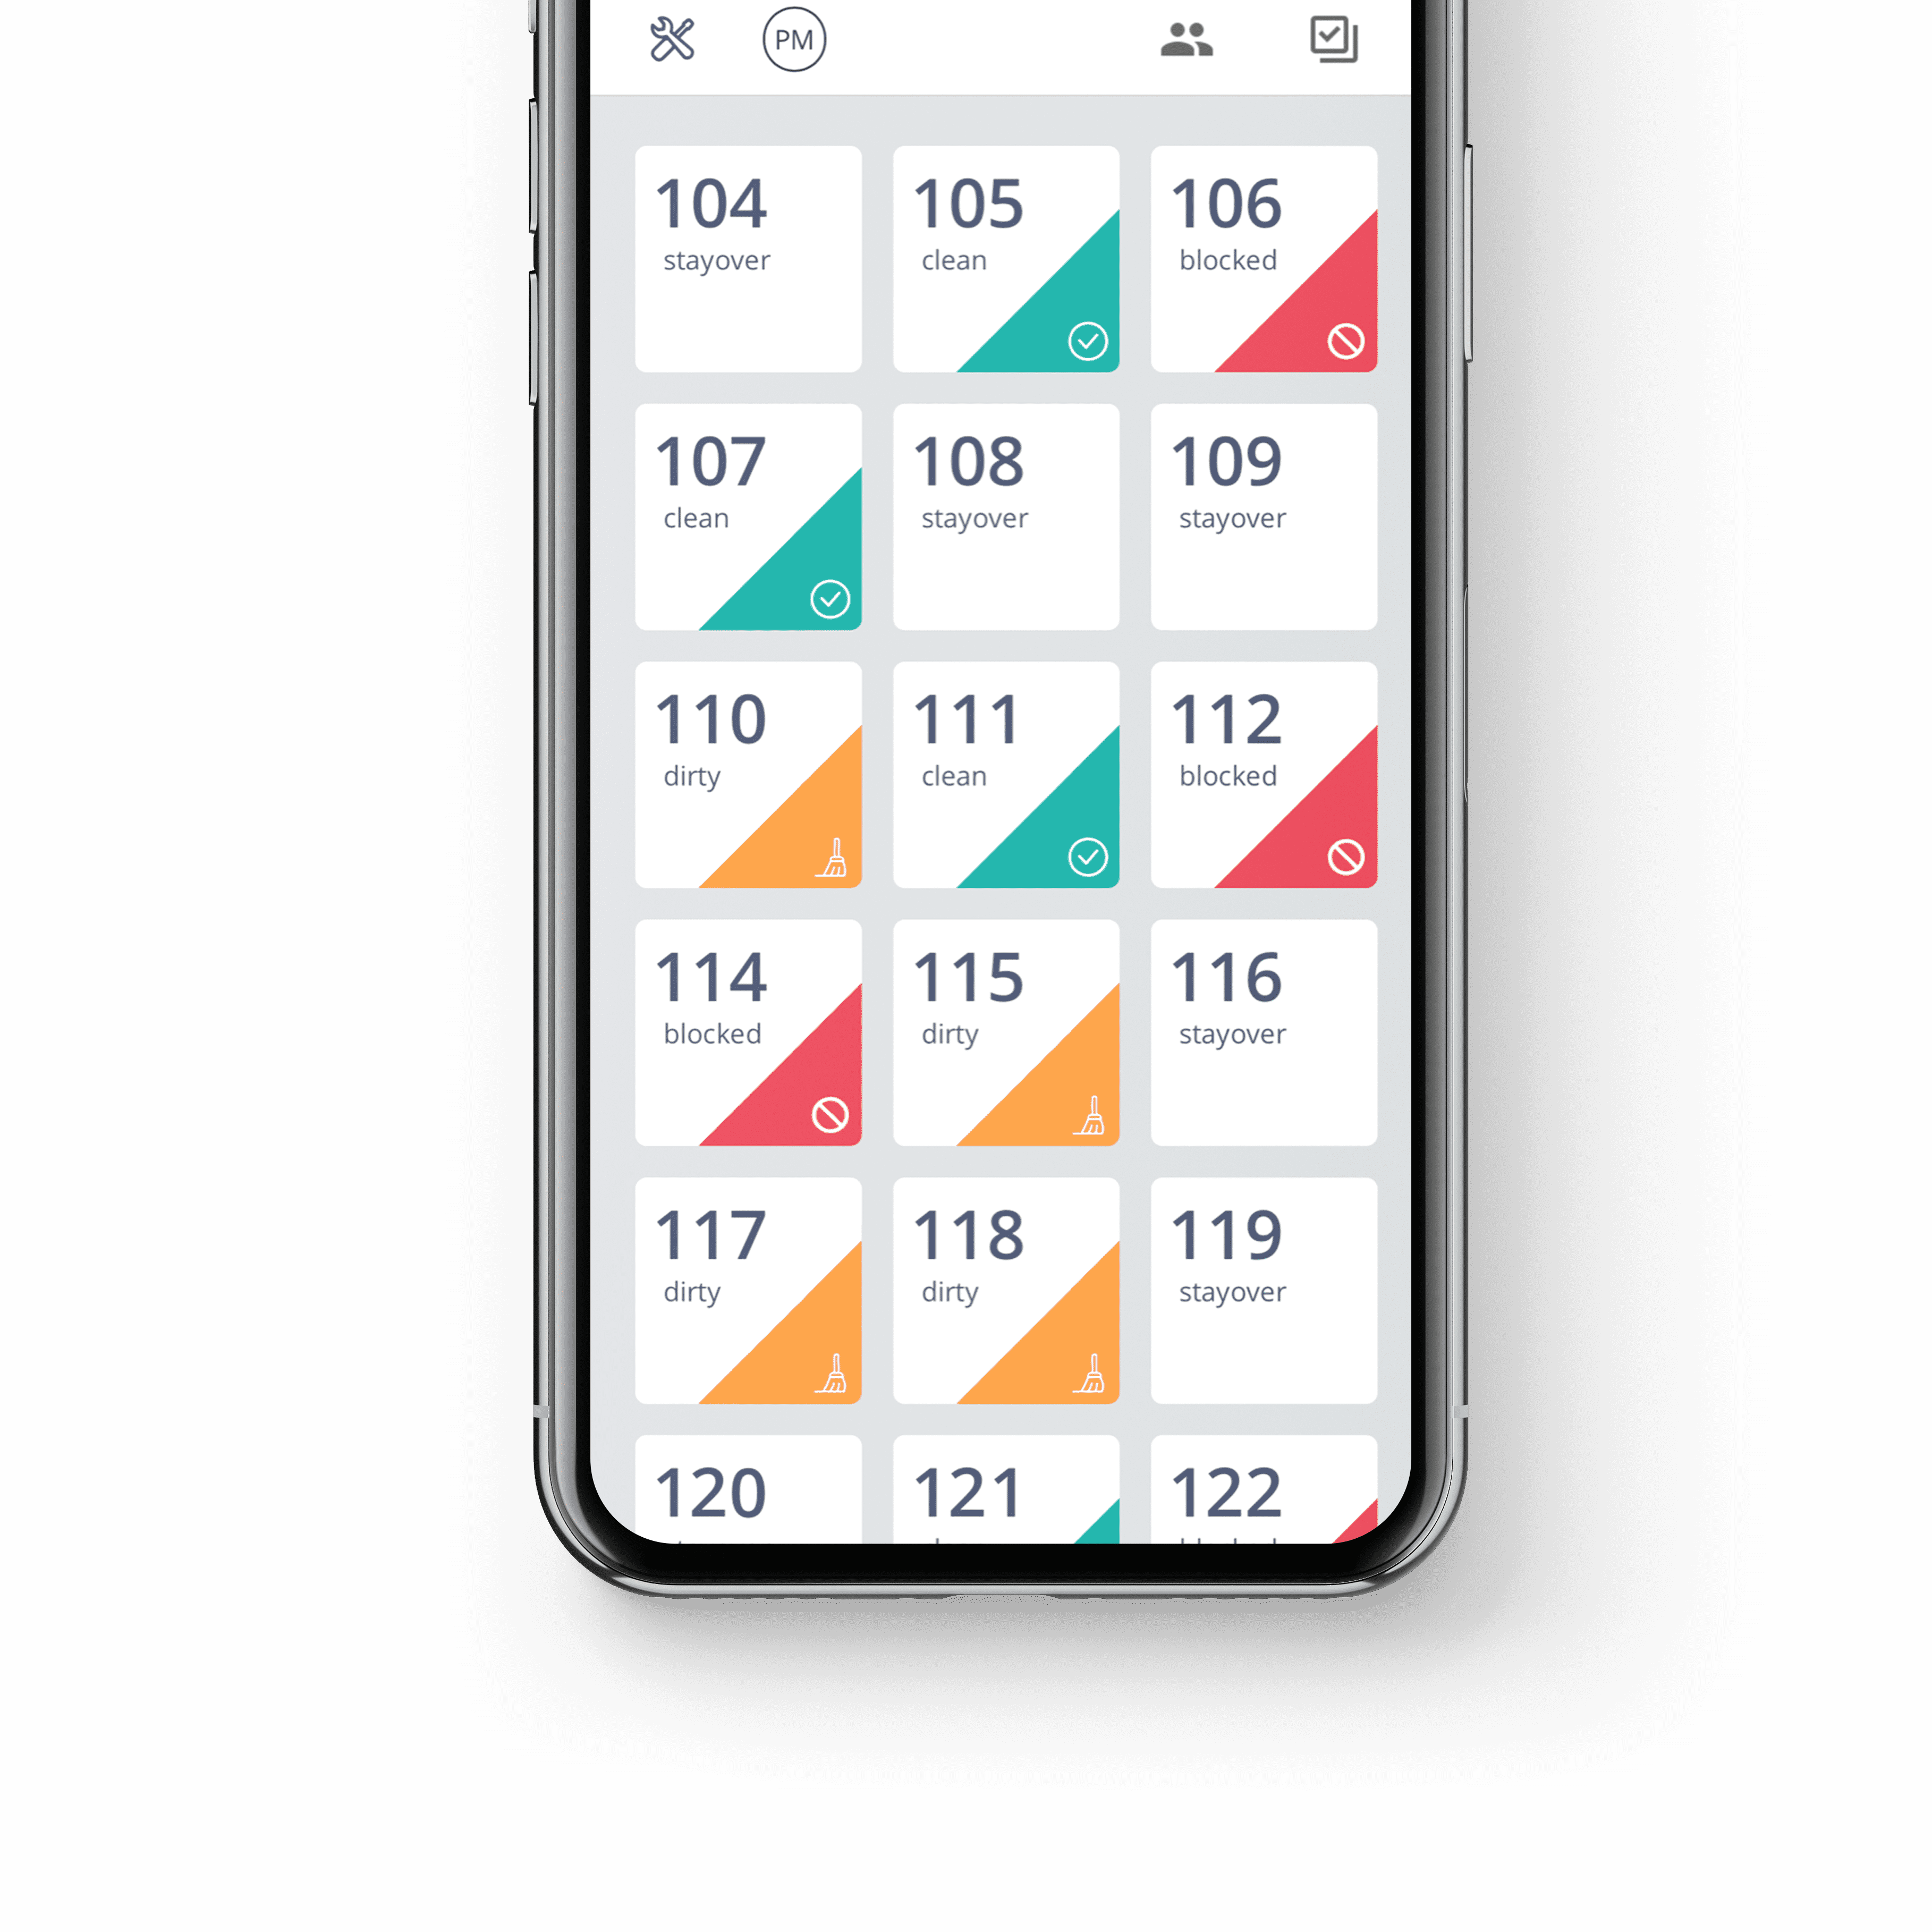 PM
104 105 106
stayover clean blocked
107 108 109
clean stayover stayover
110 111 112
dirty clean blocked
114 115 116
blocked dirty stayover
117 118 119
dirty dirty stayover
120 121 122